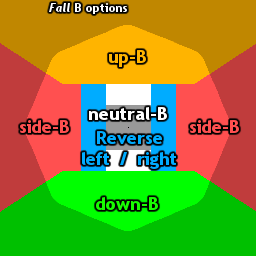 Fall B options
up-B
neutral-B
side-B
side-B
Reverse
left / right
down-B